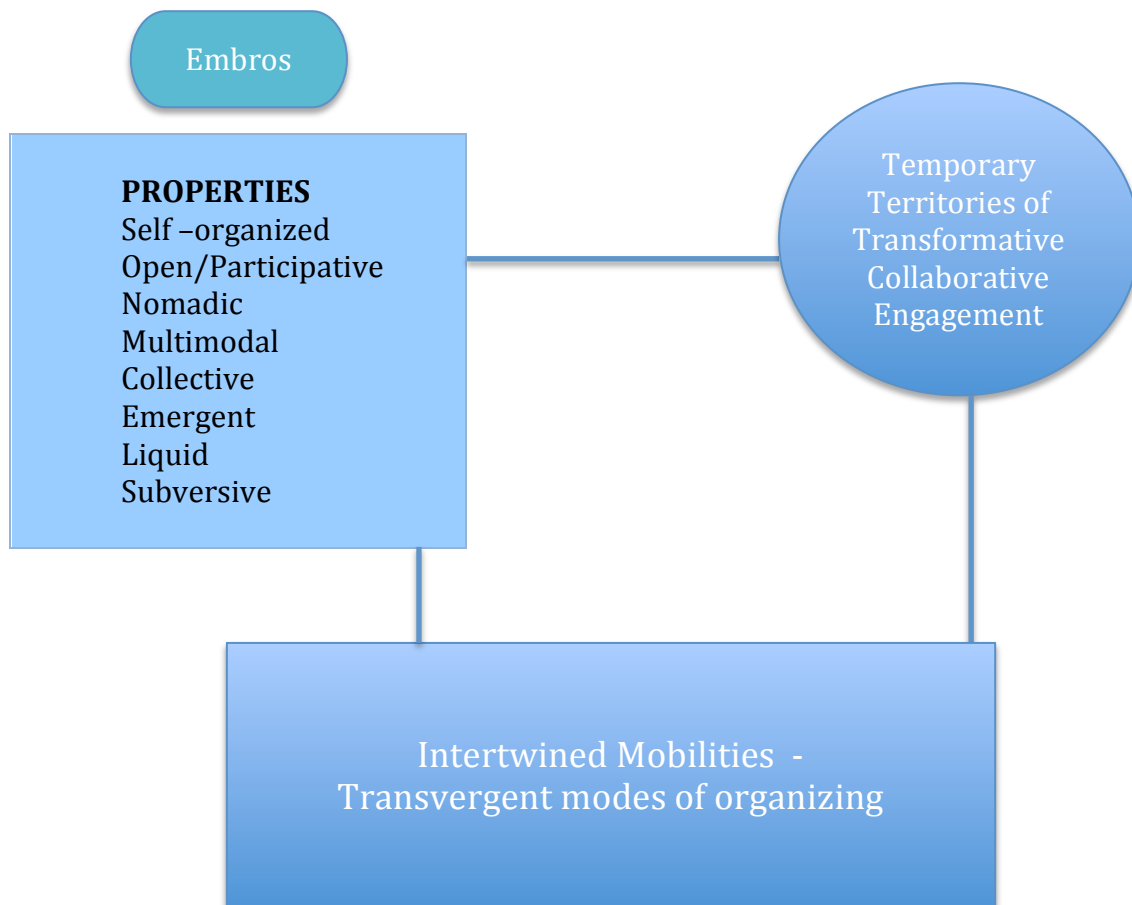 Embros
PROPERTIES
Self –organized
Open/Participative
Nomadic
Multimodal
Collective
Emergent
Liquid
Subversive
Temporary
Territories of
Transformative
Collaborative
Engagement
Intertwined Mobilities  -
Transvergent modes of organizing